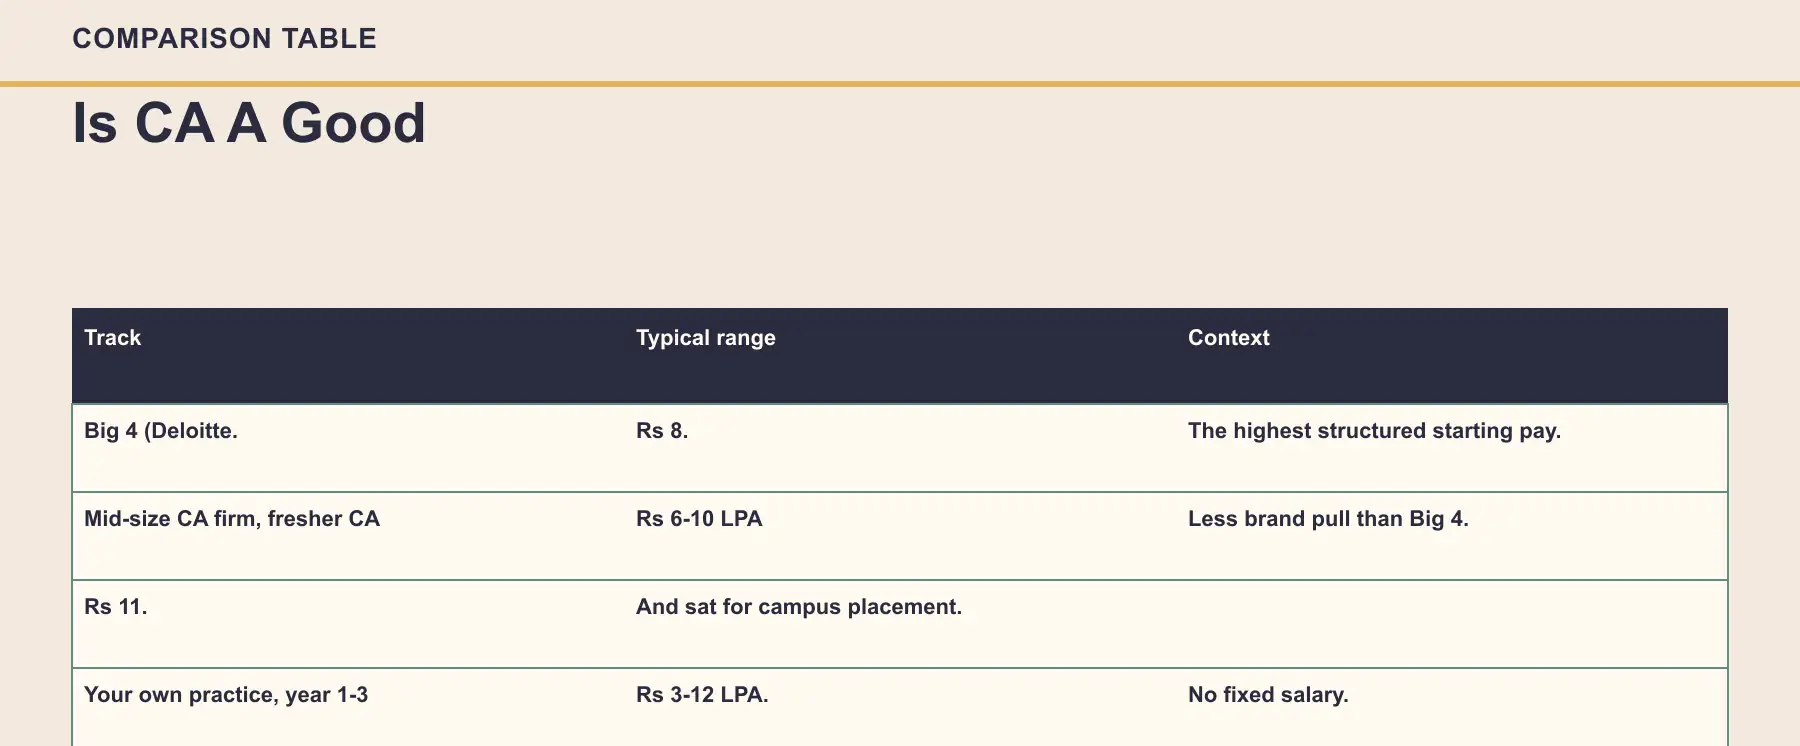 COMPARISON TABLE
Is CA A Good
Track Typical range Context
Big 4 (Deloitte. Rs 8. The highest structured starting pay.
Mid-size CA firm, fresher CA Rs 6-10 LPA Less brand pull than Big 4.
Rs 11. And sat for campus placement.
Your own practice, year 1-3 Rs 3-12 LPA. No fixed salary.